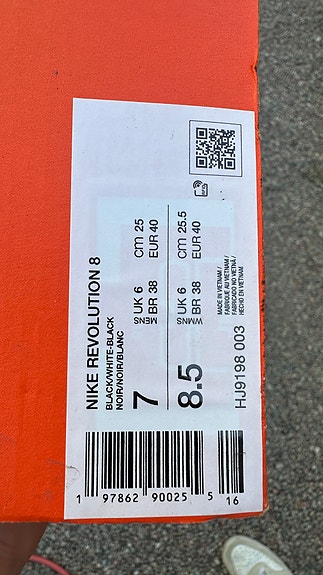 NIKE REVOLUTION 8
BLACK/WHITE-BLACK
NOIR/NOIR/BLANC
7
MENS
UK 6
BR 38
cm 25
EUR 40
8.5
WMNS
UK 6
BR 38
cm 25.5
EUR 40
MADE IN VIETNAM /
FABRIQUÉ AU VIETNAM /
FABRICADO NO VIETNÃ /
HECHO EN VIETNAM
HJ9198 003
1 97862 90025 5 16